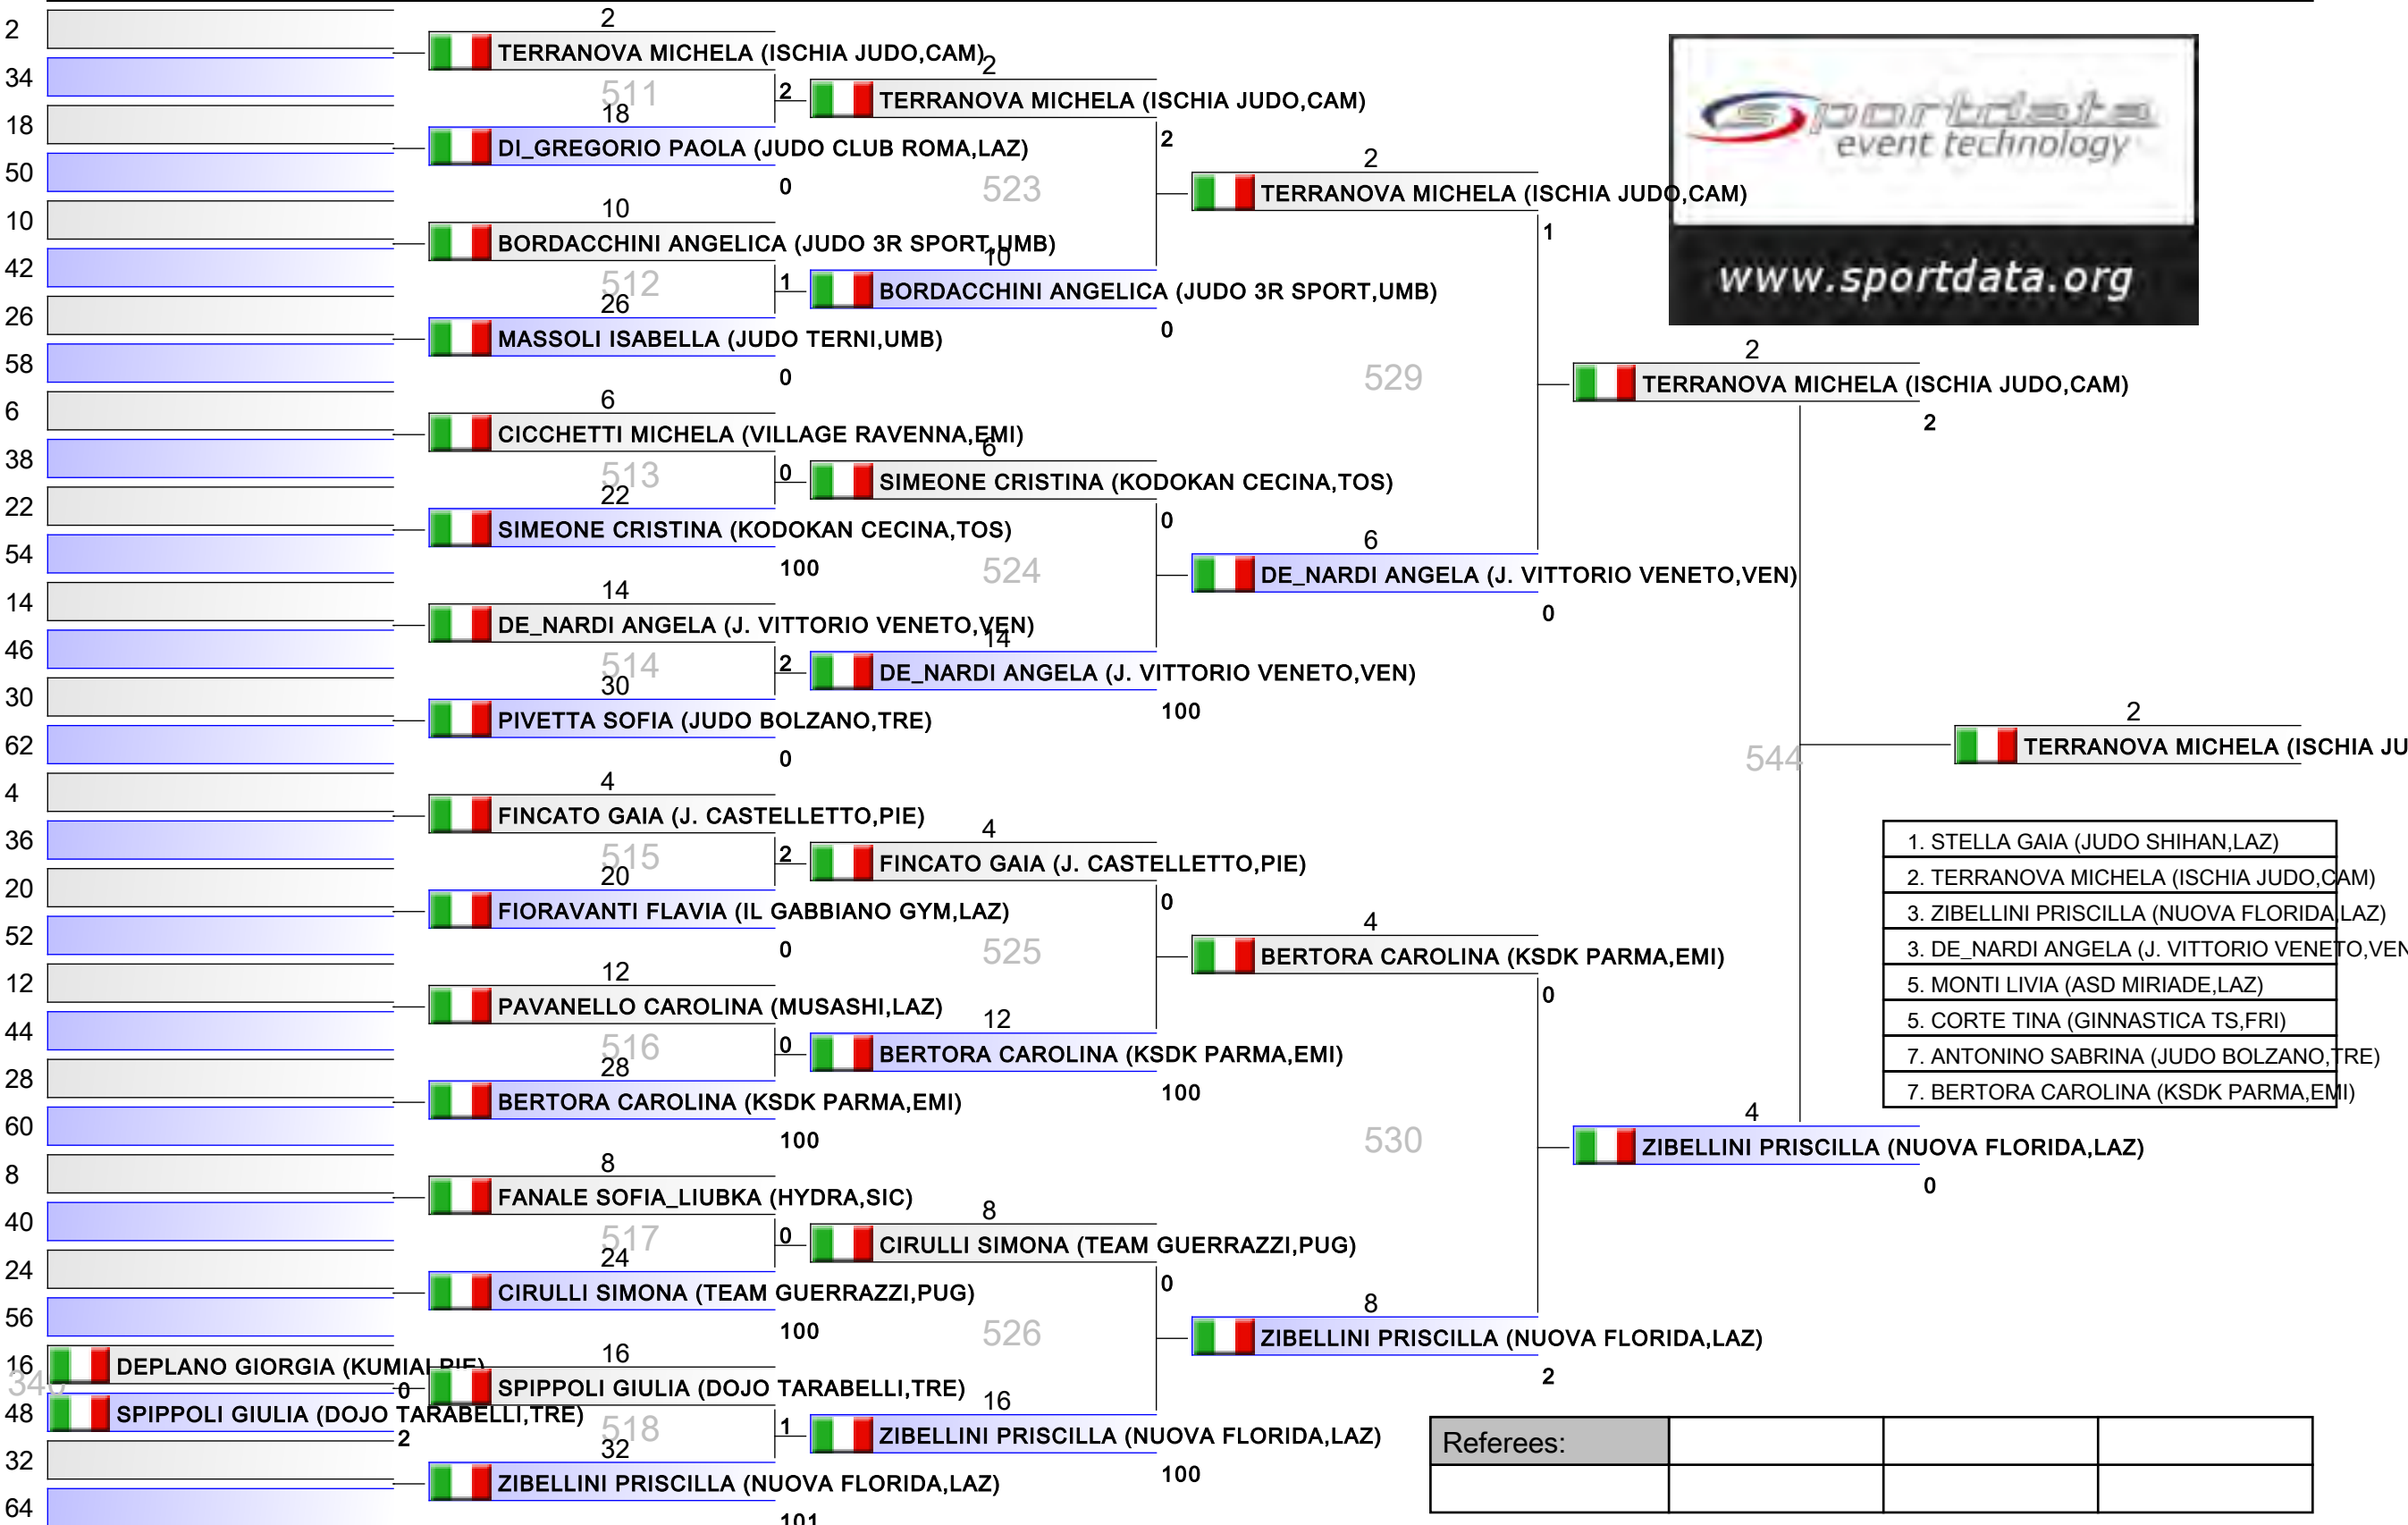 2
34
18
50
10
42
26
58
6
38
22
54
14
46
30
62
4
36
20
52
12
44
28
60
8
40
24
56
16
DEPLANO GIORGIA (KUMIAI,PIE)
0
48
SPIPPOLI GIULIA (DOJO TARABELLI,TRE)
2
32
64
2
TERRANOVA MICHELA (ISCHIA JUDO,CAM)
511
2
18
DI_GREGORIO PAOLA (JUDO CLUB ROMA,LAZ)
0
10
BORDACCHINI ANGELICA (JUDO 3R SPORT,UMB)
512
1
26
MASSOLI ISABELLA (JUDO TERNI,UMB)
0
6
CICCHETTI MICHELA (VILLAGE RAVENNA,EMI)
513
0
22
SIMEONE CRISTINA (KODOKAN CECINA,TOS)
100
14
DE_NARDI ANGELA (J. VITTORIO VENETO,VEN)
514
2
30
PIVETTA SOFIA (JUDO BOLZANO,TRE)
0
4
FINCATO GAIA (J. CASTELLETTO,PIE)
515
2
20
FIORAVANTI FLAVIA (IL GABBIANO GYM,LAZ)
0
12
PAVANELLO CAROLINA (MUSASHI,LAZ)
516
0
28
BERTORA CAROLINA (KSDK PARMA,EMI)
100
8
FANALE SOFIA_LIUBKA (HYDRA,SIC)
517
0
24
CIRULLI SIMONA (TEAM GUERRAZZI,PUG)
100
16
SPIPPOLI GIULIA (DOJO TARABELLI,TRE)
518
1
32
ZIBELLINI PRISCILLA (NUOVA FLORIDA,LAZ)
101
2
TERRANOVA MICHELA (ISCHIA JUDO,CAM)
2
523
10
BORDACCHINI ANGELICA (JUDO 3R SPORT,UMB)
0
6
SIMEONE CRISTINA (KODOKAN CECINA,TOS)
0
524
14
DE_NARDI ANGELA (J. VITTORIO VENETO,VEN)
100
4
FINCATO GAIA (J. CASTELLETTO,PIE)
0
525
12
BERTORA CAROLINA (KSDK PARMA,EMI)
100
8
CIRULLI SIMONA (TEAM GUERRAZZI,PUG)
0
526
16
ZIBELLINI PRISCILLA (NUOVA FLORIDA,LAZ)
100
2
TERRANOVA MICHELA (ISCHIA JUDO,CAM)
1
529
6
DE_NARDI ANGELA (J. VITTORIO VENETO,VEN)
0
4
BERTORA CAROLINA (KSDK PARMA,EMI)
0
530
8
ZIBELLINI PRISCILLA (NUOVA FLORIDA,LAZ)
2
sportdata
event technology
www.sportdata.org
2
TERRANOVA MICHELA (ISCHIA JUDO,CAM)
2
544
4
ZIBELLINI PRISCILLA (NUOVA FLORIDA,LAZ)
0
2
TERRANOVA MICHELA (ISCHIA JU
1. STELLA GAIA (JUDO SHIHAN,LAZ)
2. TERRANOVA MICHELA (ISCHIA JUDO,CAM)
3. ZIBELLINI PRISCILLA (NUOVA FLORIDA,LAZ)
3. DE_NARDI ANGELA (J. VITTORIO VENETO,VEN
5. MONTI LIVIA (ASD MIRIADE,LAZ)
5. CORTE TINA (GINNASTICA TS,FRI)
7. ANTONINO SABRINA (JUDO BOLZANO,TRE)
7. BERTORA CAROLINA (KSDK PARMA,EMI)
Referees: